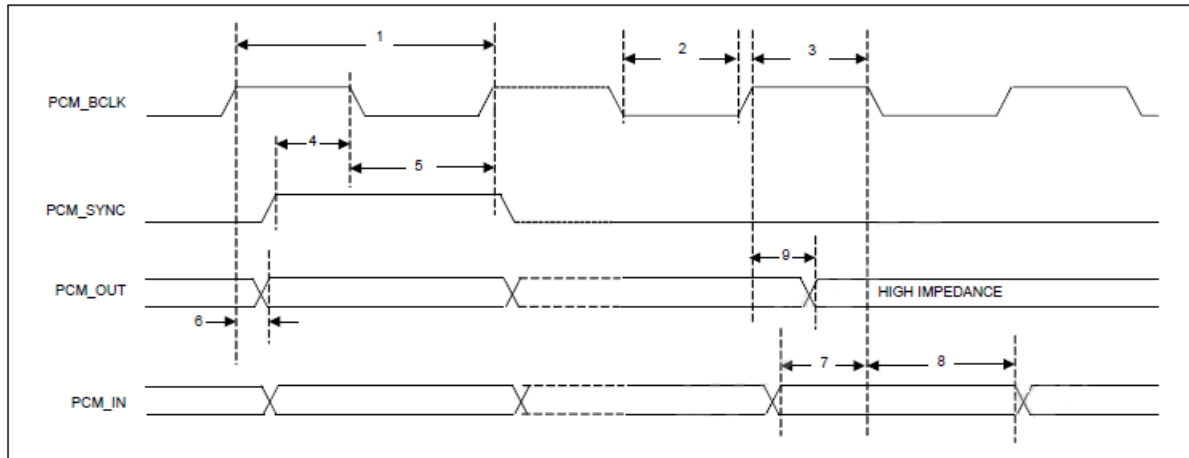 1
2
3
PCM_BCLK
4
5
PCM_SYNC
9
PCM_OUT
HIGH IMPEDANCE
6
7
8
PCM_IN